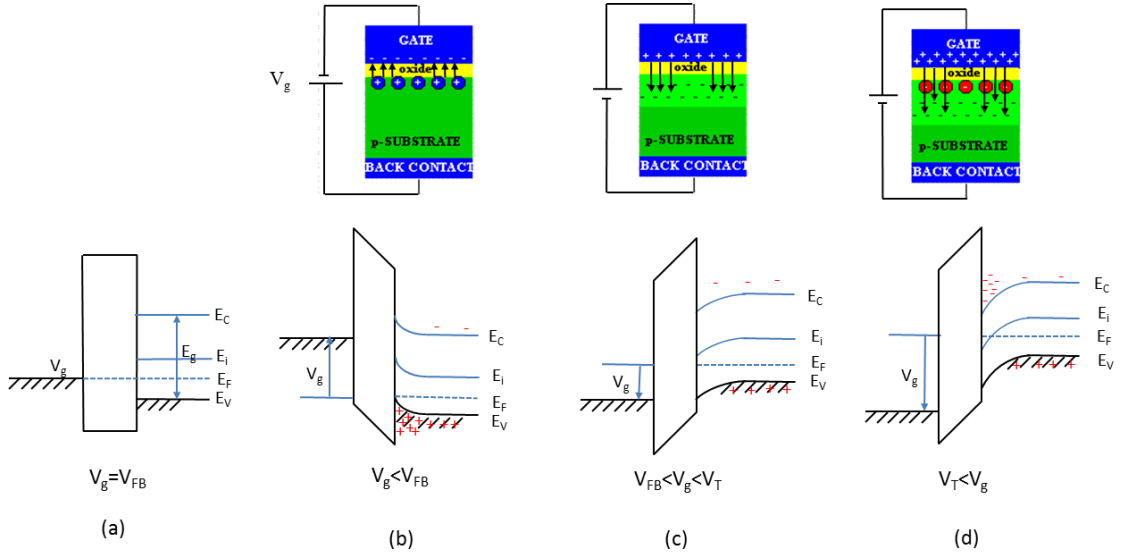 GATE
- - - - - - -
V_g
oxide
+ + + + +
p-SUBSTRATE
BACK CONTACT
GATE
+ + + + + +
oxide
- - - - - -
p-SUBSTRATE
BACK CONTACT
GATE
+ + + + + +
oxide
- - - - -
p-SUBSTRATE
BACK CONTACT
V_g
E_C
E_g
E_i
E_F
E_V
V_g
E_C
E_i
E_F
E_V
V_g
E_C
E_i
E_F
E_V
V_g
E_C
E_i
E_F
E_V
V_g=V_FB
V_g<V_FB
V_FB<V_g<V_T
V_T<V_g
(a)
(b)
(c)
(d)